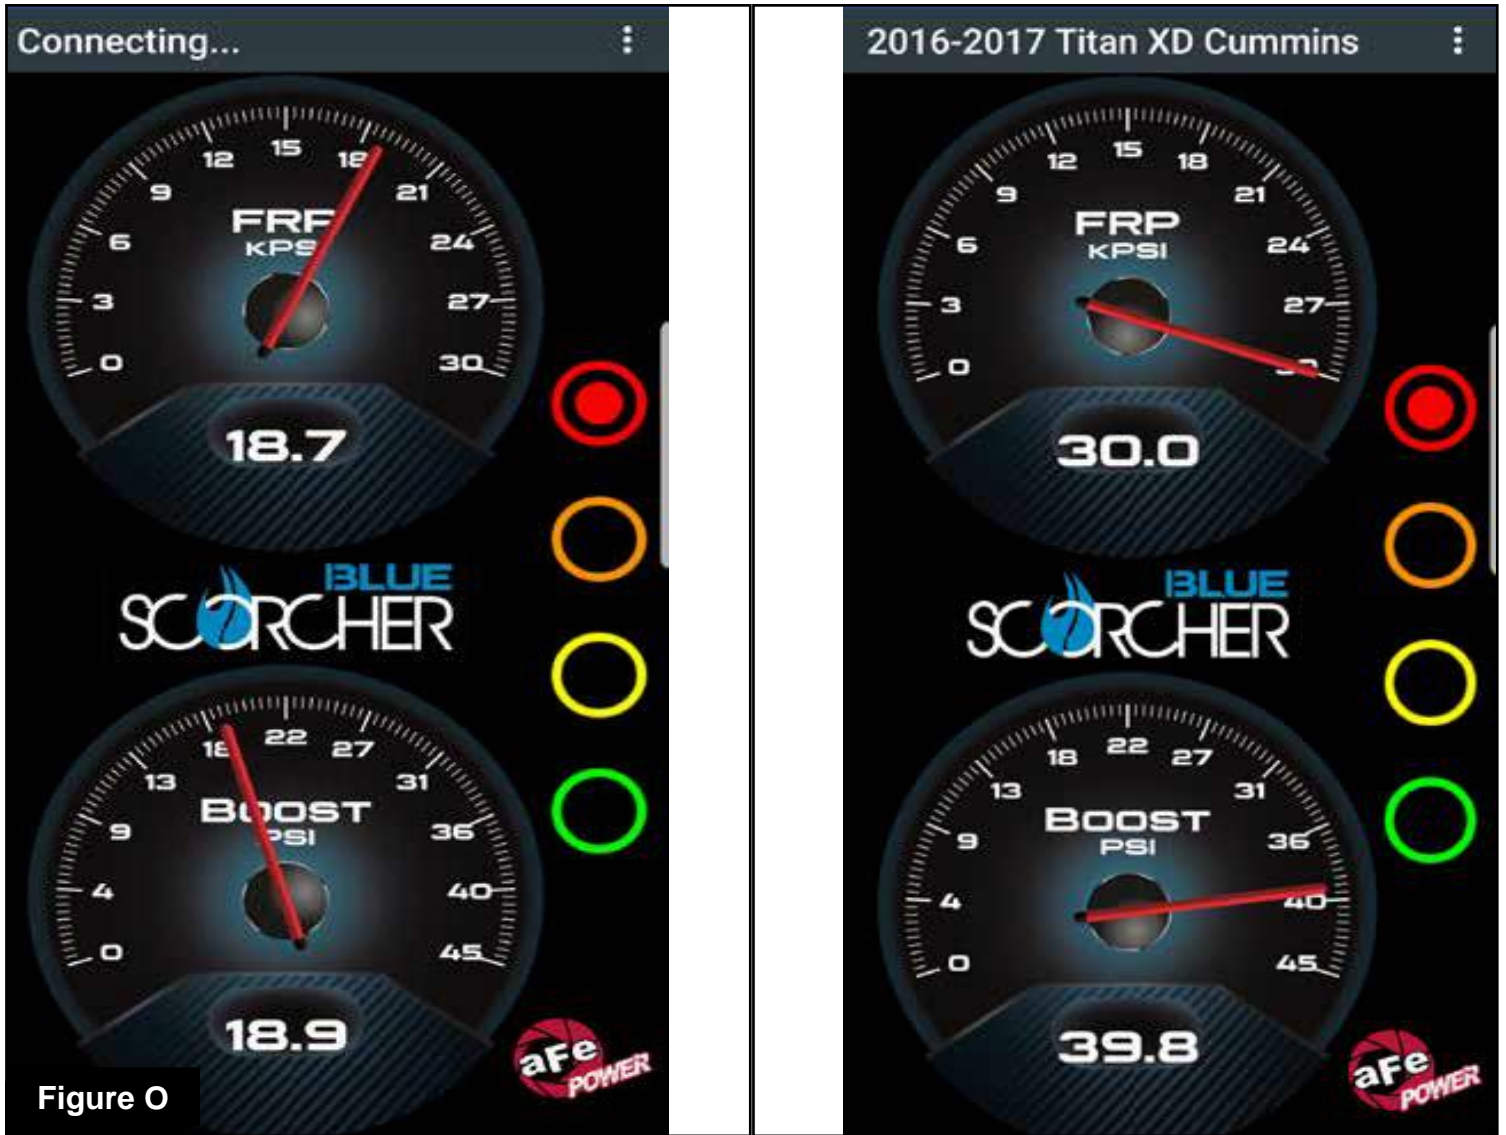 Connecting...
12 15 18
9 21
FRP
KPSI
6 24
3 27
0 30
18.7
BLUE
SCORCHER
18 22 27
13 31
BOOST
PSI
9 36
4 40
0 45
18.9
aFe
POWER
Figure O
2016-2017 Titan XD Cummins
12 15 18
9 21
FRP
KPSI
6 24
3 27
0 30
30.0
BLUE
SCORCHER
18 22 27
13 31
BOOST
PSI
9 36
4 40
0 45
39.8
aFe
POWER